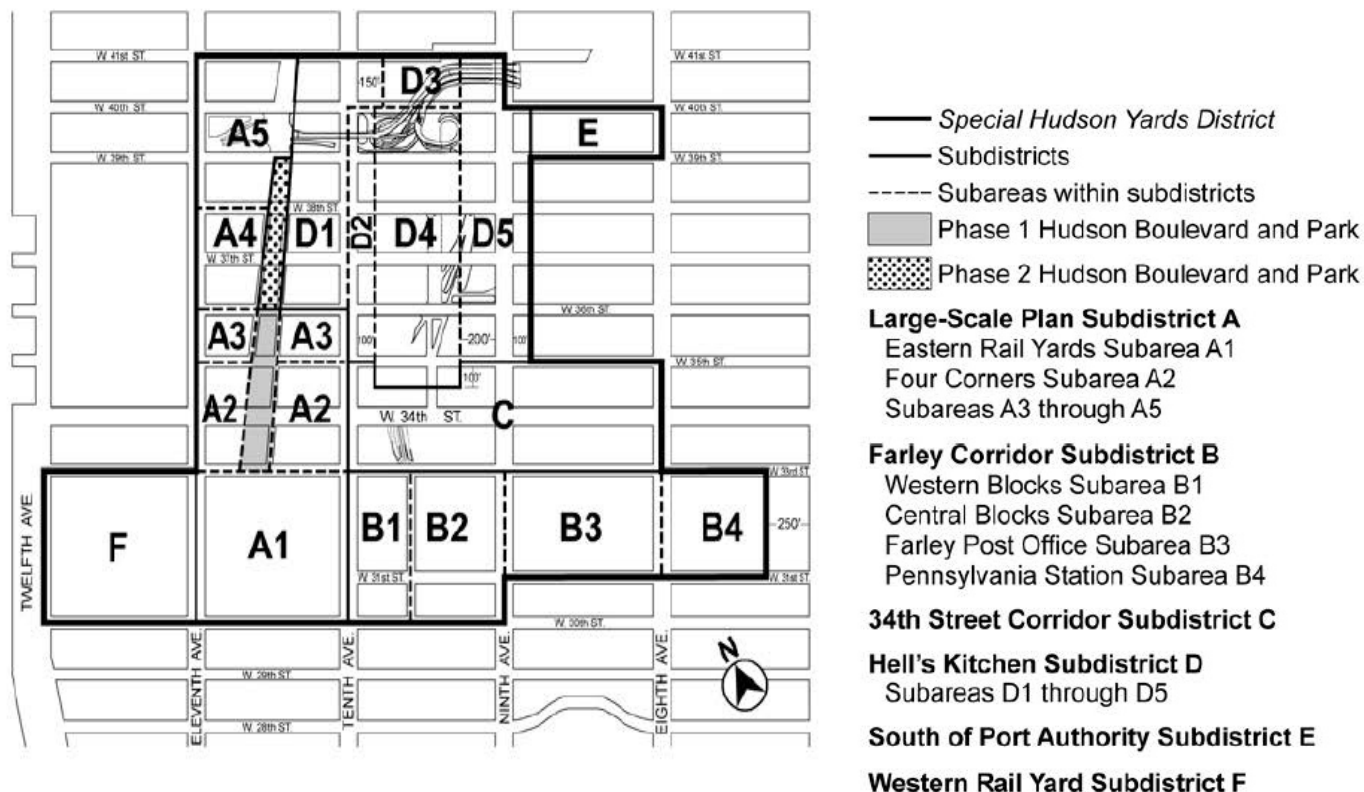 W. 41st ST.
W. 41st ST.
150'
D3
W. 40th ST.
W. 40th ST.
A5
E
W. 39th ST.
W. 39th ST.
W. 38th ST.
A4
D1
D2
D4
D5
W. 37th ST.
W. 36th ST.
A3
A3
100'
200'
100'
W. 35th ST.
100'
A2
A2
W. 34th ST.
C
W. 33rd ST.
F
A1
B1
B2
B3
B4
250'
W. 31st ST.
W. 31st ST.
W. 30th ST.
TWELFTH AVE.
ELEVENTH AVE.
TENTH AVE.
NINTH AVE.
EIGHTH AVE.
N
W. 29th ST.
W. 28th ST.
Special Hudson Yards District
Subdistricts
Subareas within subdistricts
Phase 1 Hudson Boulevard and Park
Phase 2 Hudson Boulevard and Park
Large-Scale Plan Subdistrict A
Eastern Rail Yards Subarea A1
Four Corners Subarea A2
Subareas A3 through A5
Farley Corridor Subdistrict B
Western Blocks Subarea B1
Central Blocks Subarea B2
Farley Post Office Subarea B3
Pennsylvania Station Subarea B4
34th Street Corridor Subdistrict C
Hell's Kitchen Subdistrict D
Subareas D1 through D5
South of Port Authority Subdistrict E
Western Rail Yard Subdistrict F